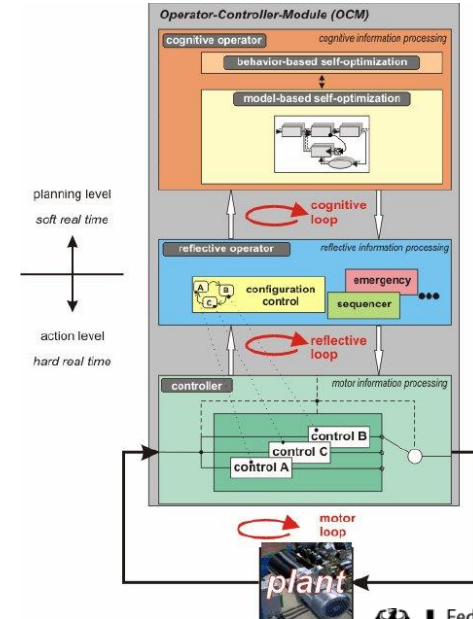 Operator-Controller-Module (OCM)
cognitive operator
cogntive information processing
behavior-based self-optimization
model-based self-optimization
planning level
soft real time
cognitive
loop
reflective operator
reflective information processing
A
B
C
configuration
control
emergency
sequencer
action level
hard real time
reflective
loop
controller
motor information processing
control B
control C
control A
motor
loop
plant
Fed